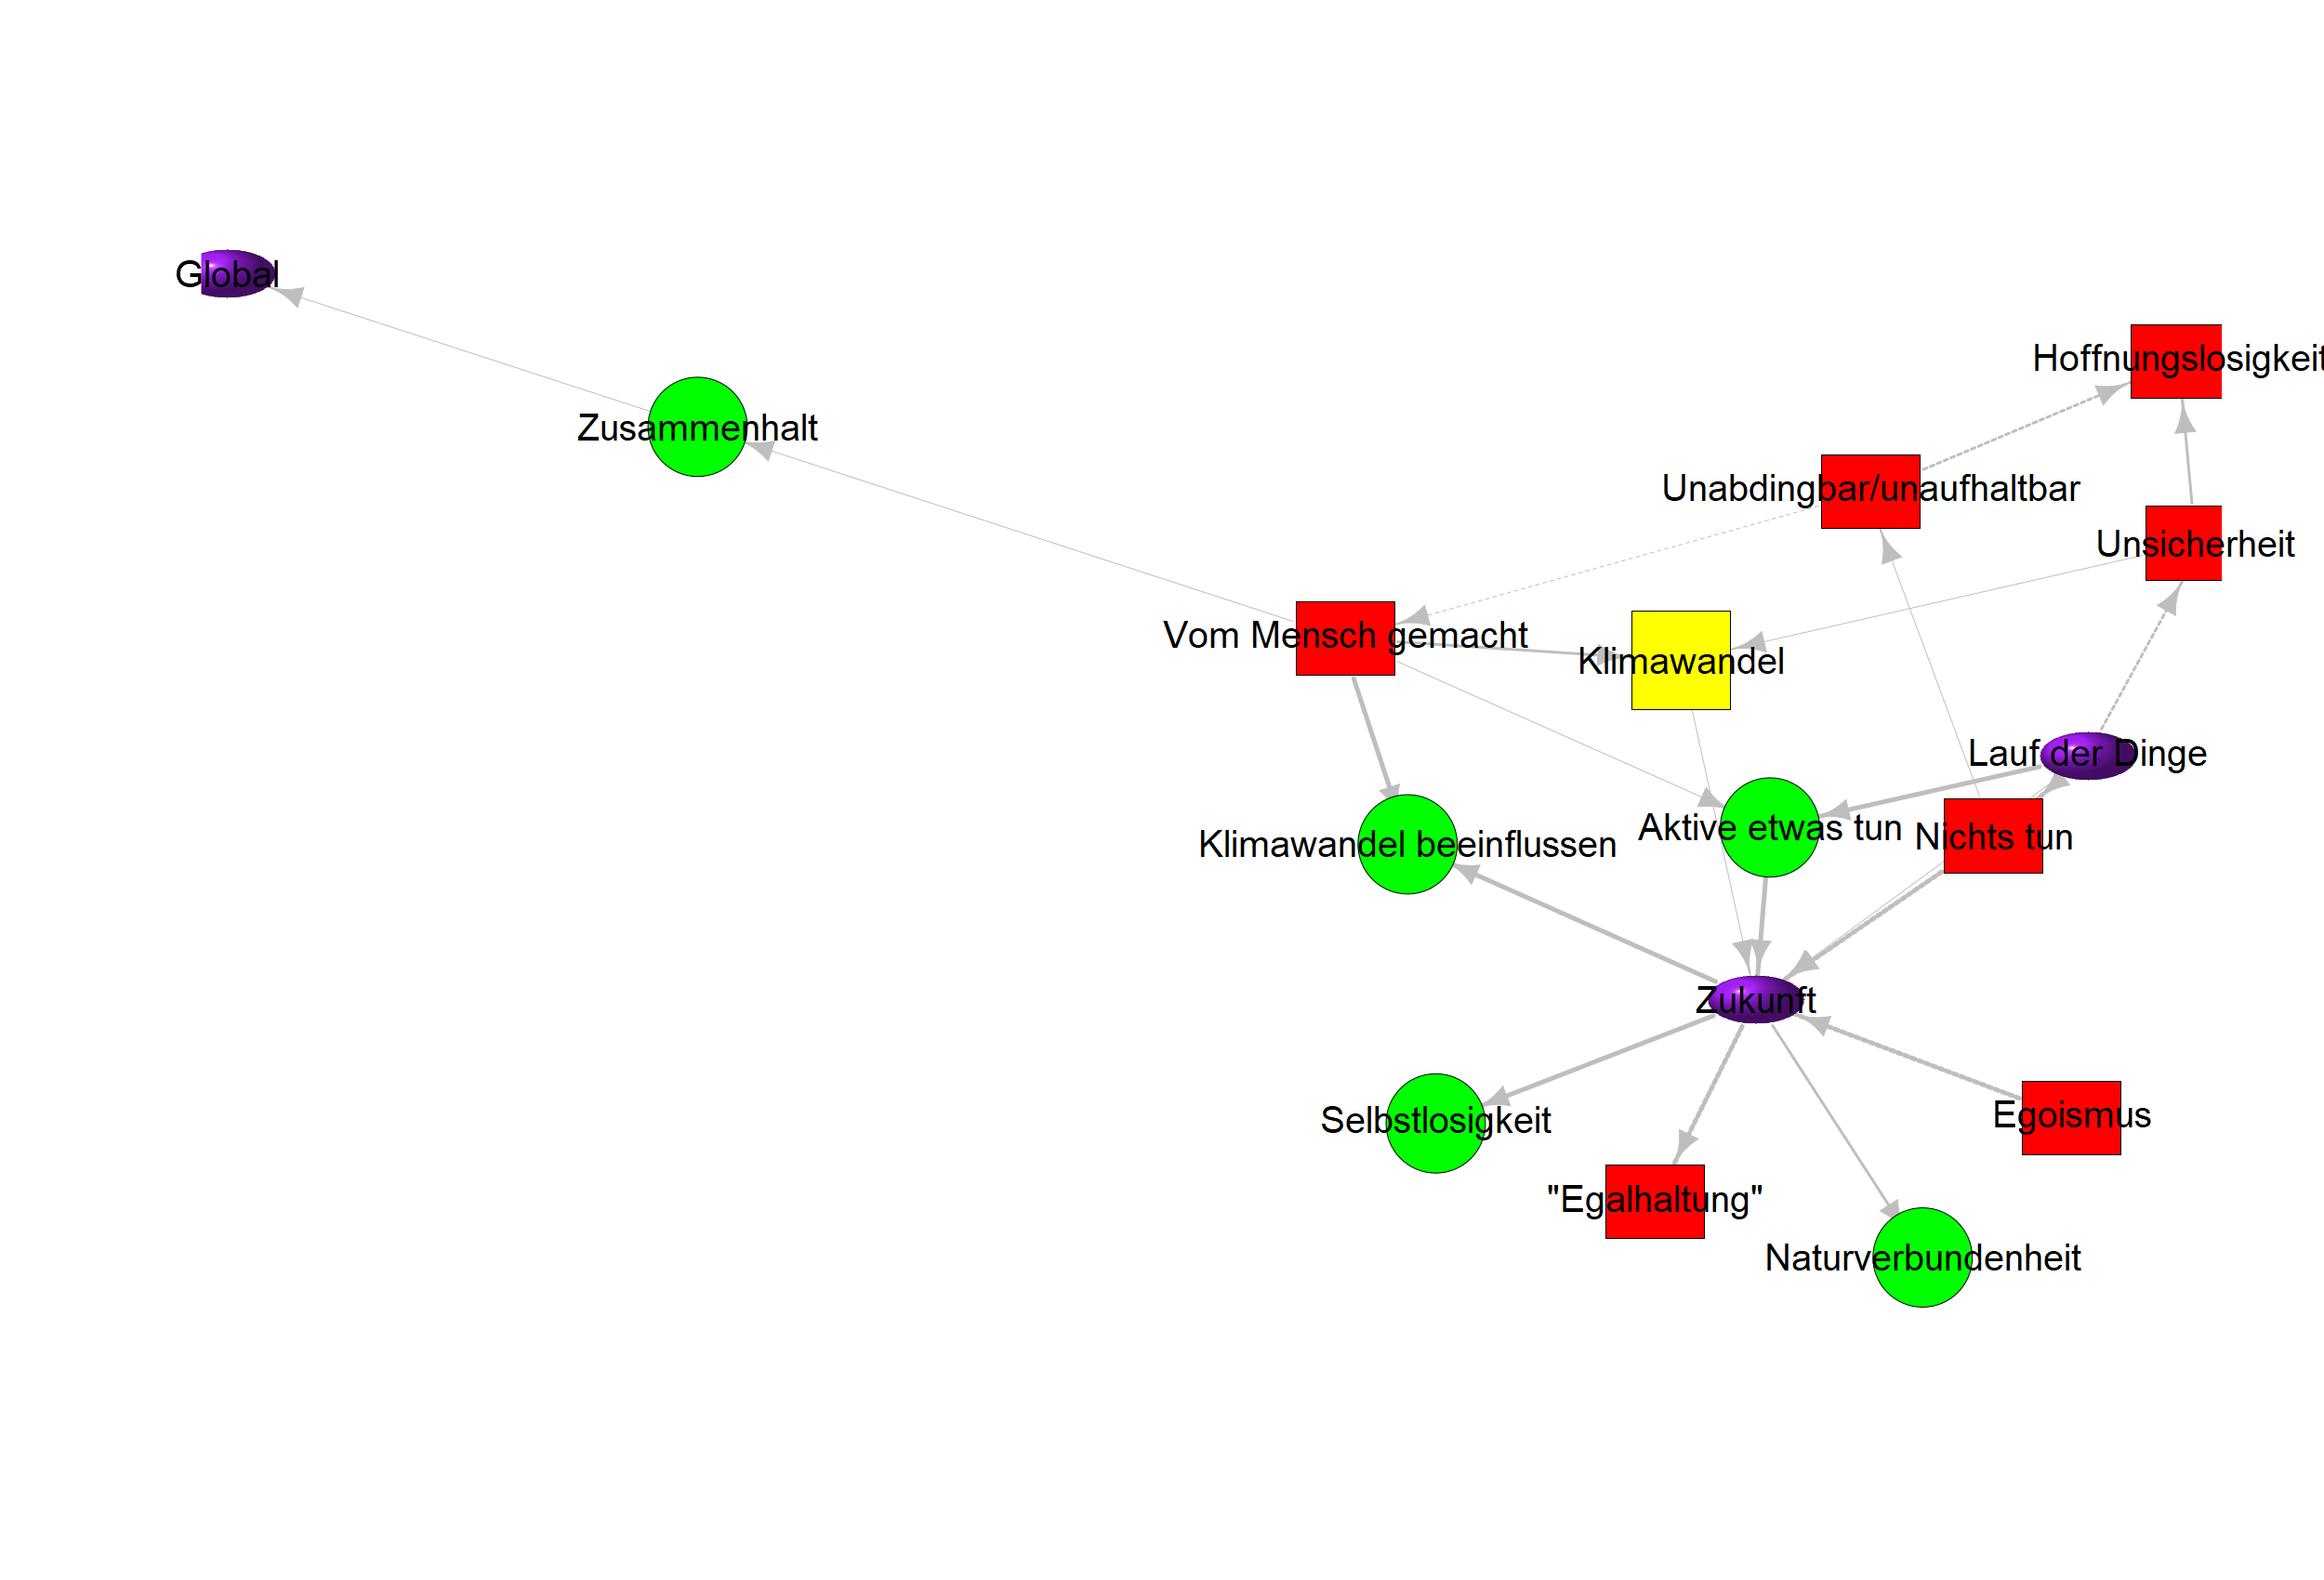 Global
Hoffnungslosigkeit
Zusammenhalt
Unabdingbar/unaufhaltbar
Unsicherheit
Vom Mensch gemacht
Klimawandel
Lauf der Dinge
Aktive etwas tun
Nichts tun
Klimawandel beeinflussen
Zukunft
Selbstlosigkeit
Egoismus
"Egalhaltung"
Naturverbundenheit